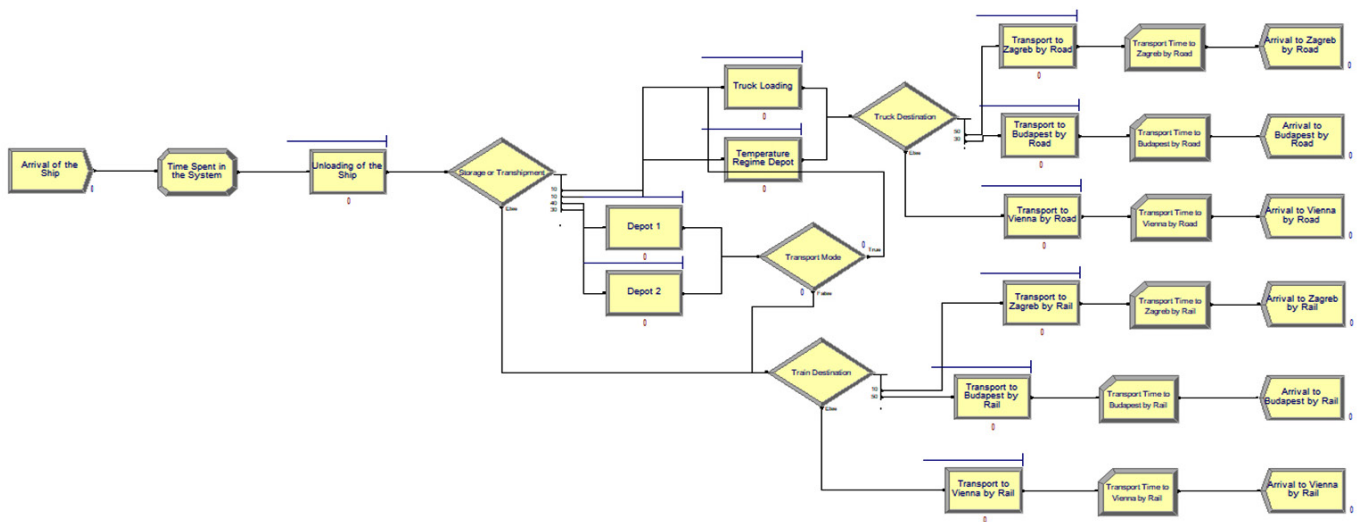 Arrival of the
Ship
0
Time Spent in
the System
Unloading of the
Ship
0
Storage or Transhipment
10
10
40
30
Else
Truck Loading
0
Temperature
Regime Depot
0
Depot 1
0
Depot 2
0
Transport Mode
0
True
0
False
Truck Destination
50
30
Else
Train Destination
10
50
Else
Transport to
Zagreb by Road
0
Transport Time to
Zagreb by Road
Arrival to Zagreb
by Road
0
Transport to
Budapest by
Road
0
Transport Time to
Budapest by Road
Arrival to
Budapest by
Road
0
Transport to
Vienna by Road
0
Transport Time to
Vienna by Road
Arrival to Vienna
by Road
0
Transport to
Zagreb by Rail
0
Transport Time to
Zagreb by Rail
Arrival to Zagreb
by Rail
0
Transport to
Budapest by
Rail
0
Transport Time to
Budapest by Rail
Arrival to
Budapest by Rail
0
Transport to
Vienna by Rail
0
Transport Time to
Vienna by Rail
Arrival to Vienna
by Rail
0